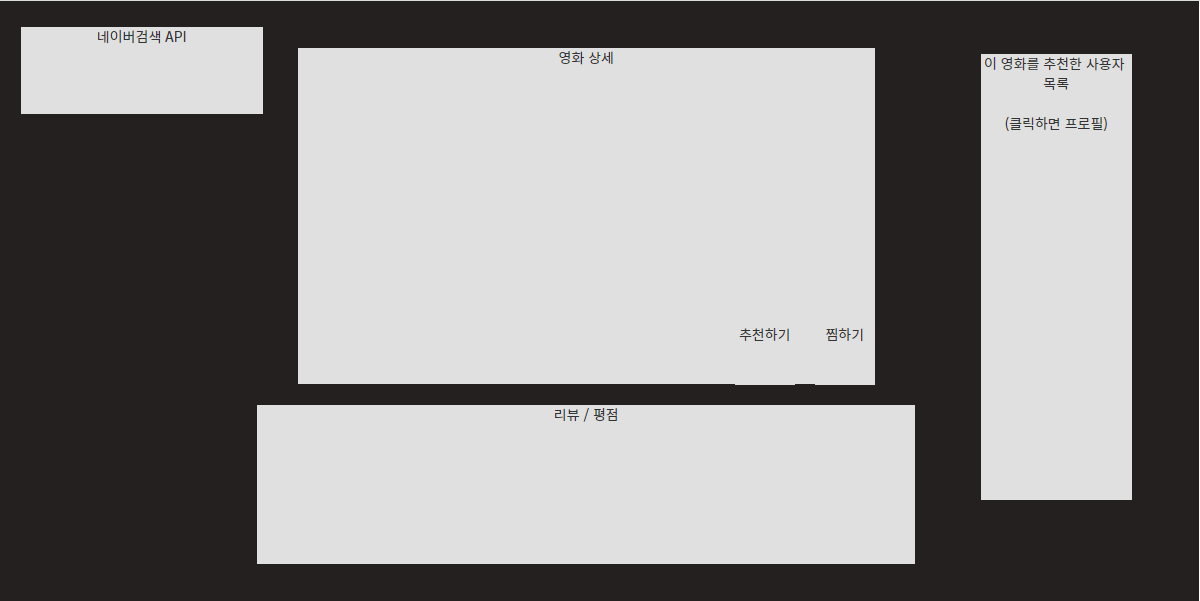 네이버검색 API
영화 상세
이 영화를 추천한 사용자
목록
(클릭하면 프로필)
추천하기
찜하기
리뷰 / 평점